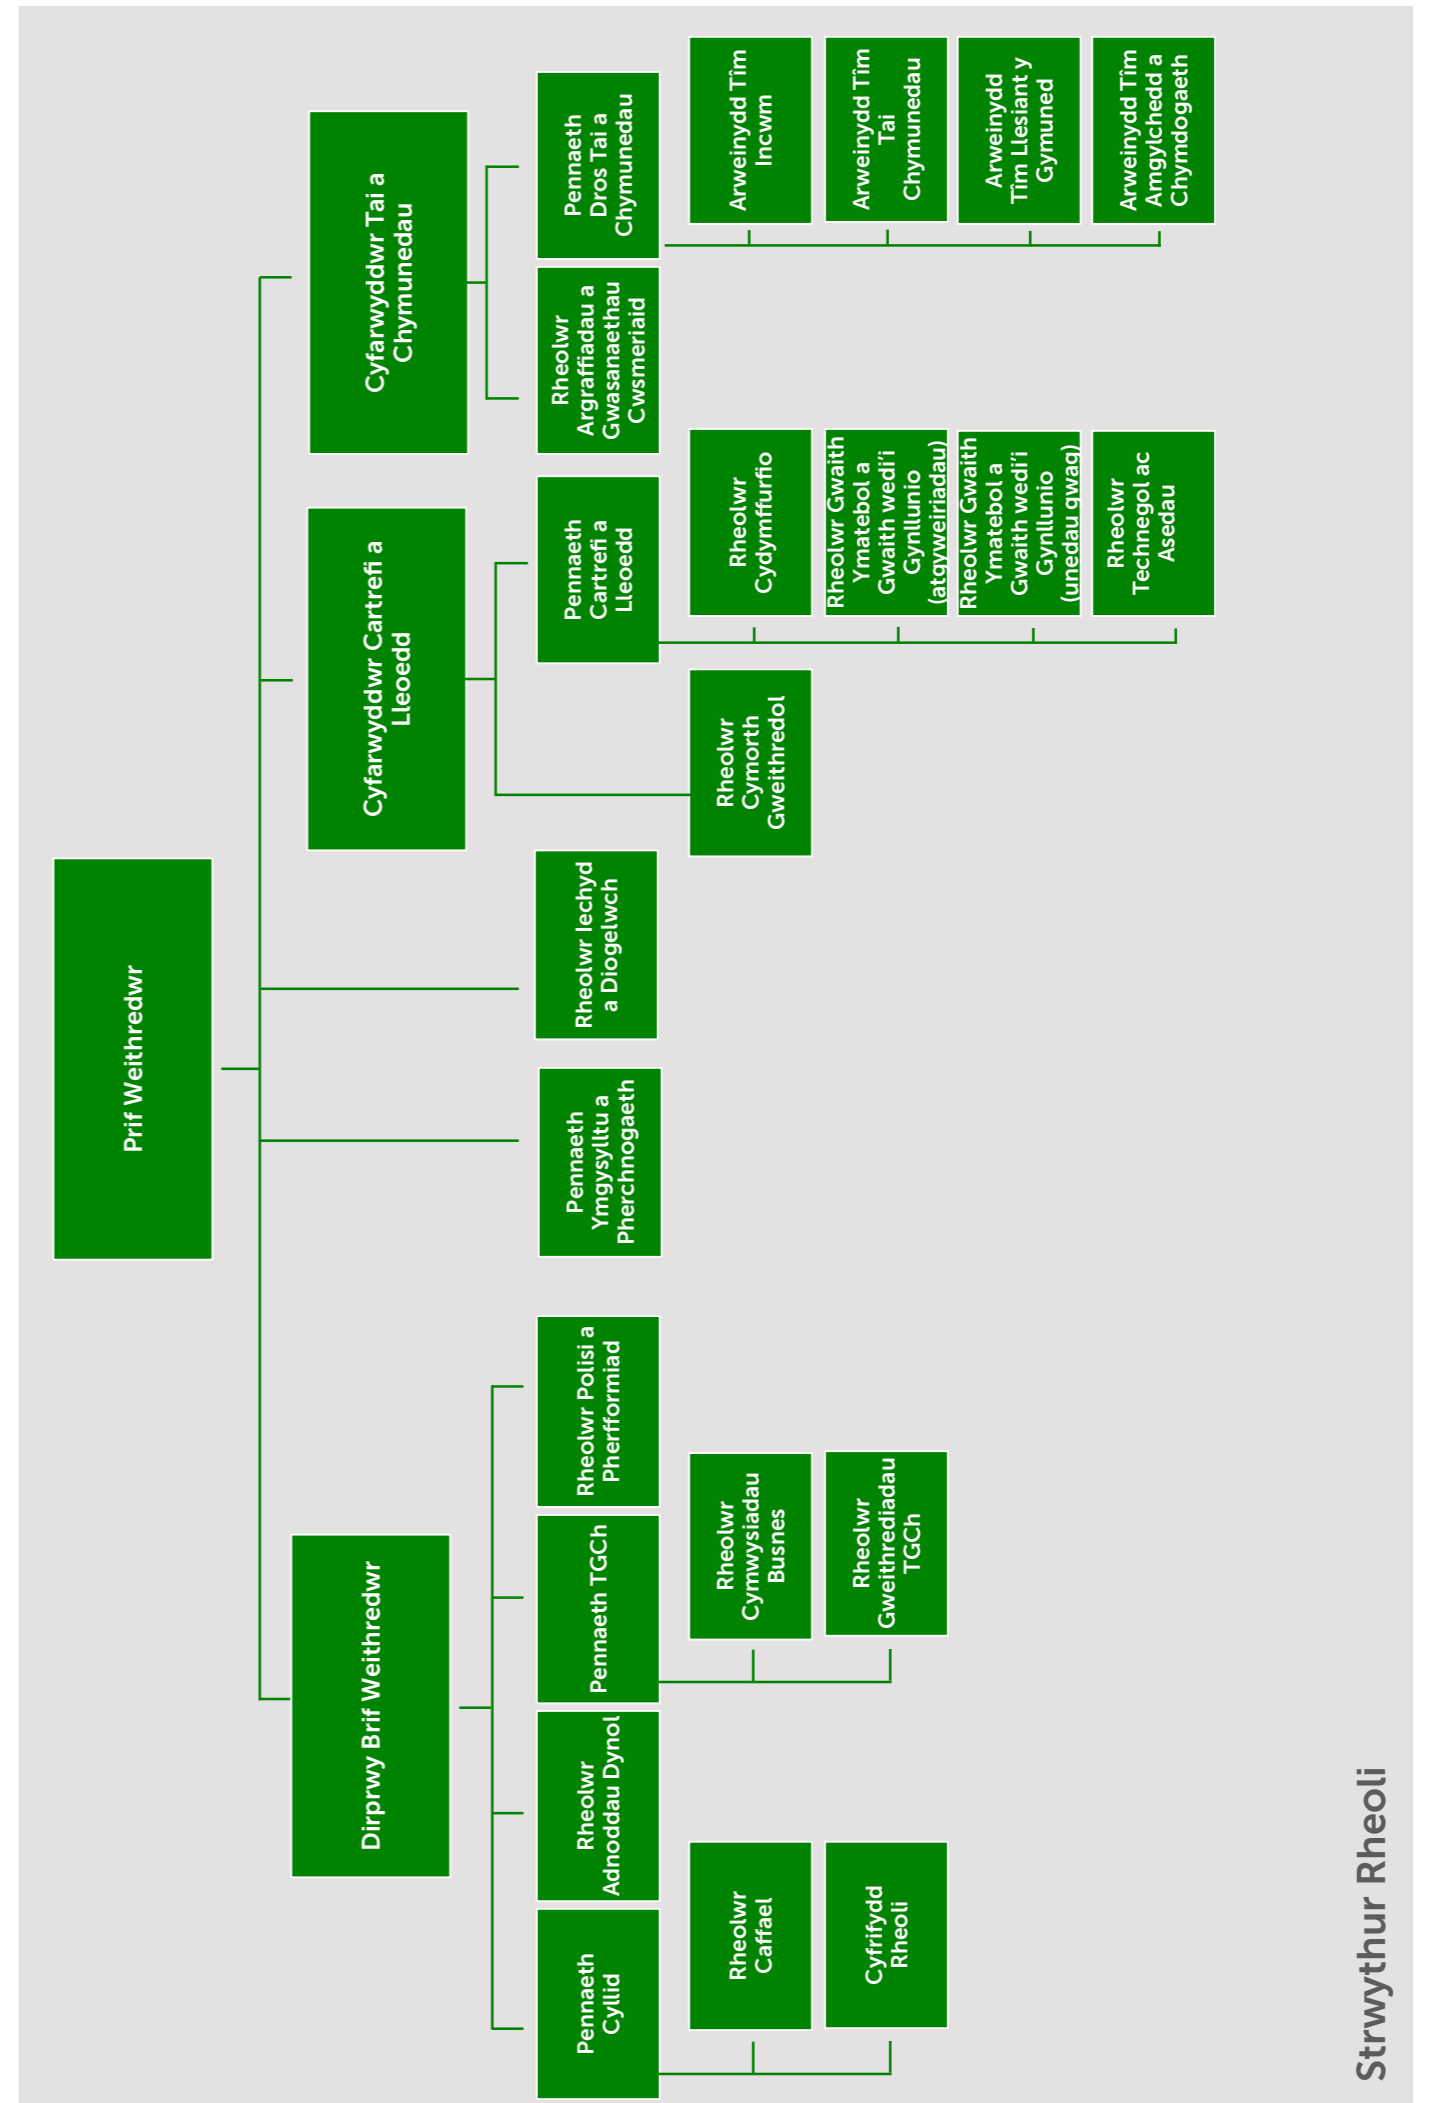 Prif Weithredwr
Dirprwy Brif Weithredwr
Cyfarwyddwr Cartrefi a
Lleoedd
Cyfarwyddwr Tai a
Chymunedau
Pennaeth
Cyllid
Rheolwr
Adnoddau Dynol
Pennaeth TGCh
Rheolwr Polisi a
Pherfformiad
Pennaeth
Ymgysylltu a
Pherchnogaeth
Rheolwr Iechyd
a Diogelwch
Pennaeth
Cartrefi a
Lleoedd
Rheolwr
Argraffiadau a
Gwasanaethau
Cwsmeriaid
Pennaeth
Dros Tai a
Chymunedau
Rheolwr
Caffael
Rheolwr
Cymwysiadau
Busnes
Rheolwr
Cymorth
Gweithredol
Rheolwr
Cydymffurfio
Arweinydd Tîm
Incwm
Cyfrifydd
Rheoli
Rheolwr
Gweithrediadau
TGCh
Rheolwr Gwaith
Ymatebol a
Gwaith wedi’i
Gynllunio
(atgyweiriadau)
Arweinydd Tîm
Tai
Chymunedau
Rheolwr Gwaith
Ymatebol a
Gwaith wedi’i
Gynllunio
(unedau gwag)
Arweinydd
Tîm Llesiant y
Gymuned
Rheolwr
Technegol ac
Asedau
Arweinydd Tîm
Amgylchedd a
Chymdogaeth
Strwythur Rheoli